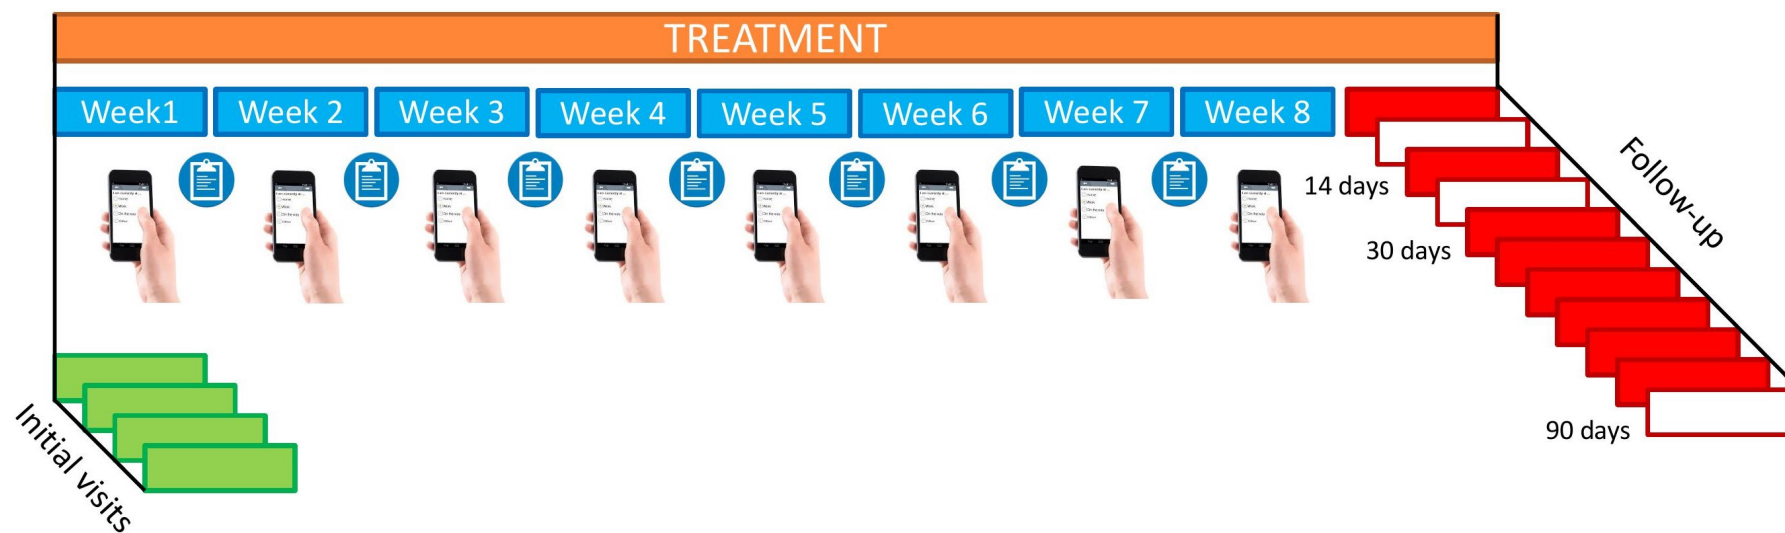 TREATMENT
Week1
Week 2
Week 3
Week 4
Week 5
Week 6
Week 7
Week 8
14 days
30 days
90 days
Follow-up
Initial visits